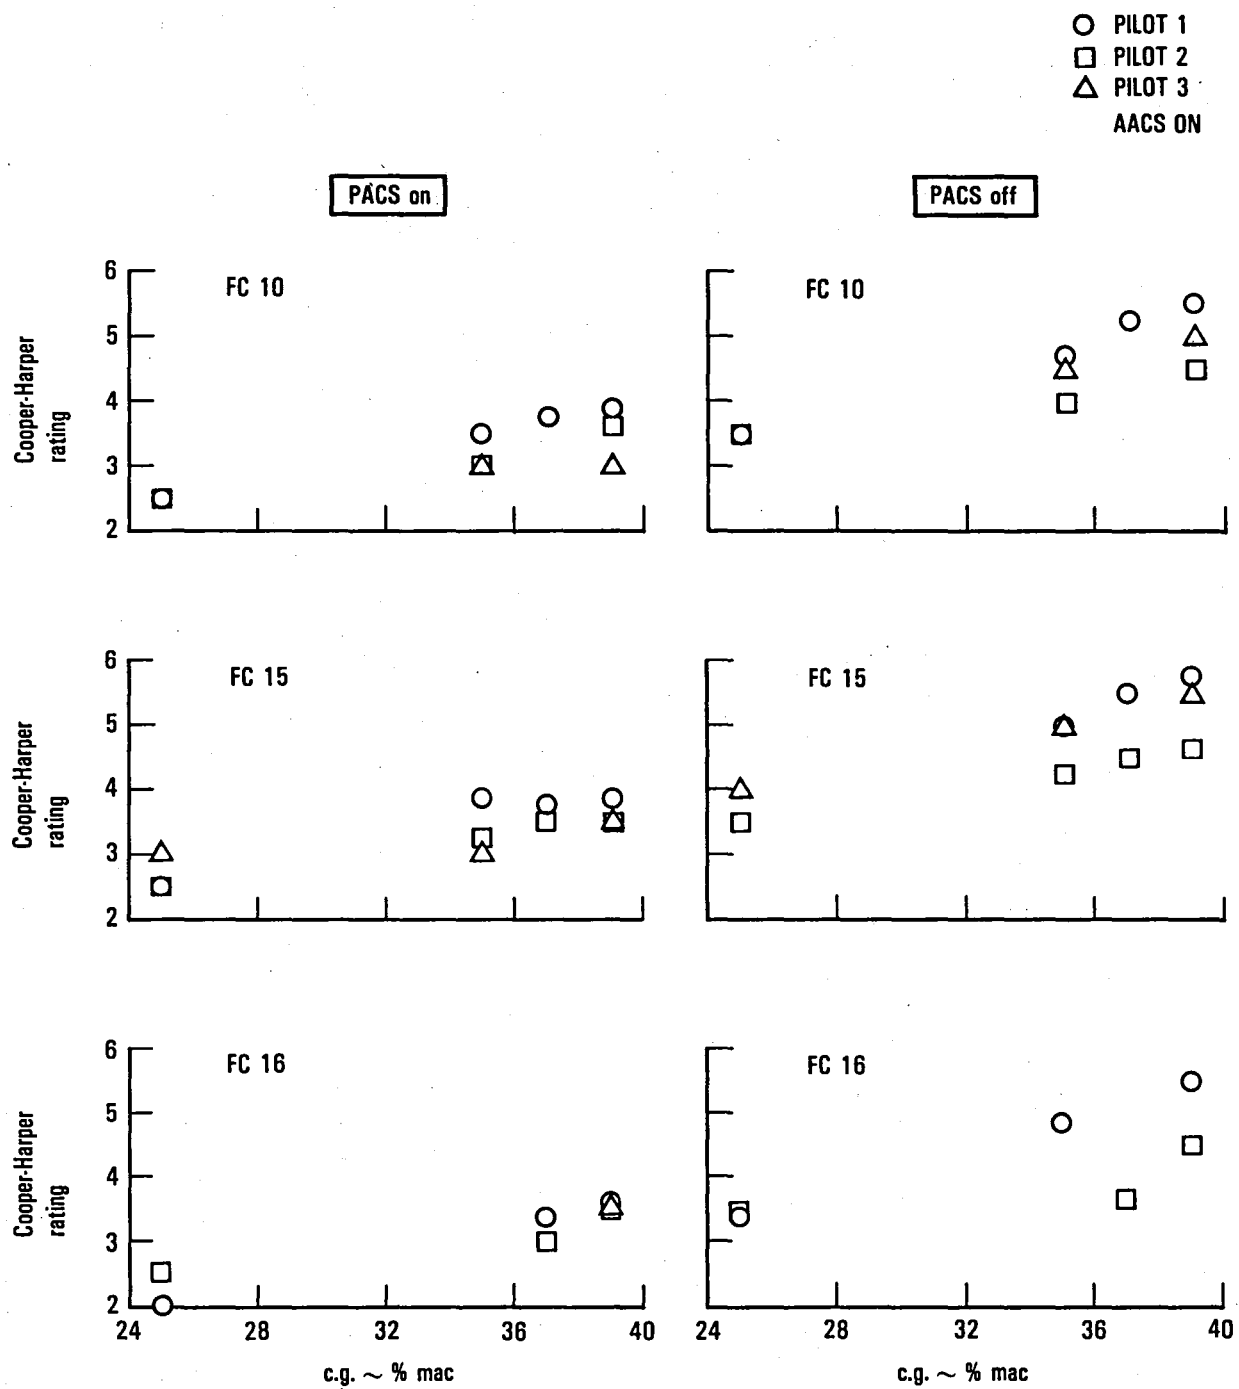 PILOT 1
PILOT 2
PILOT 3
AACS ON
PACS on
PACS off
6
5
4
3
2
Cooper-Harper
rating
FC 10
FC 10
6
5
4
3
2
Cooper-Harper
rating
FC 15
FC 15
6
5
4
3
2
Cooper-Harper
rating
FC 16
FC 16
24 28 32 36 40
24 28 32 36 40
c.g. ~ % mac
c.g. ~ % mac